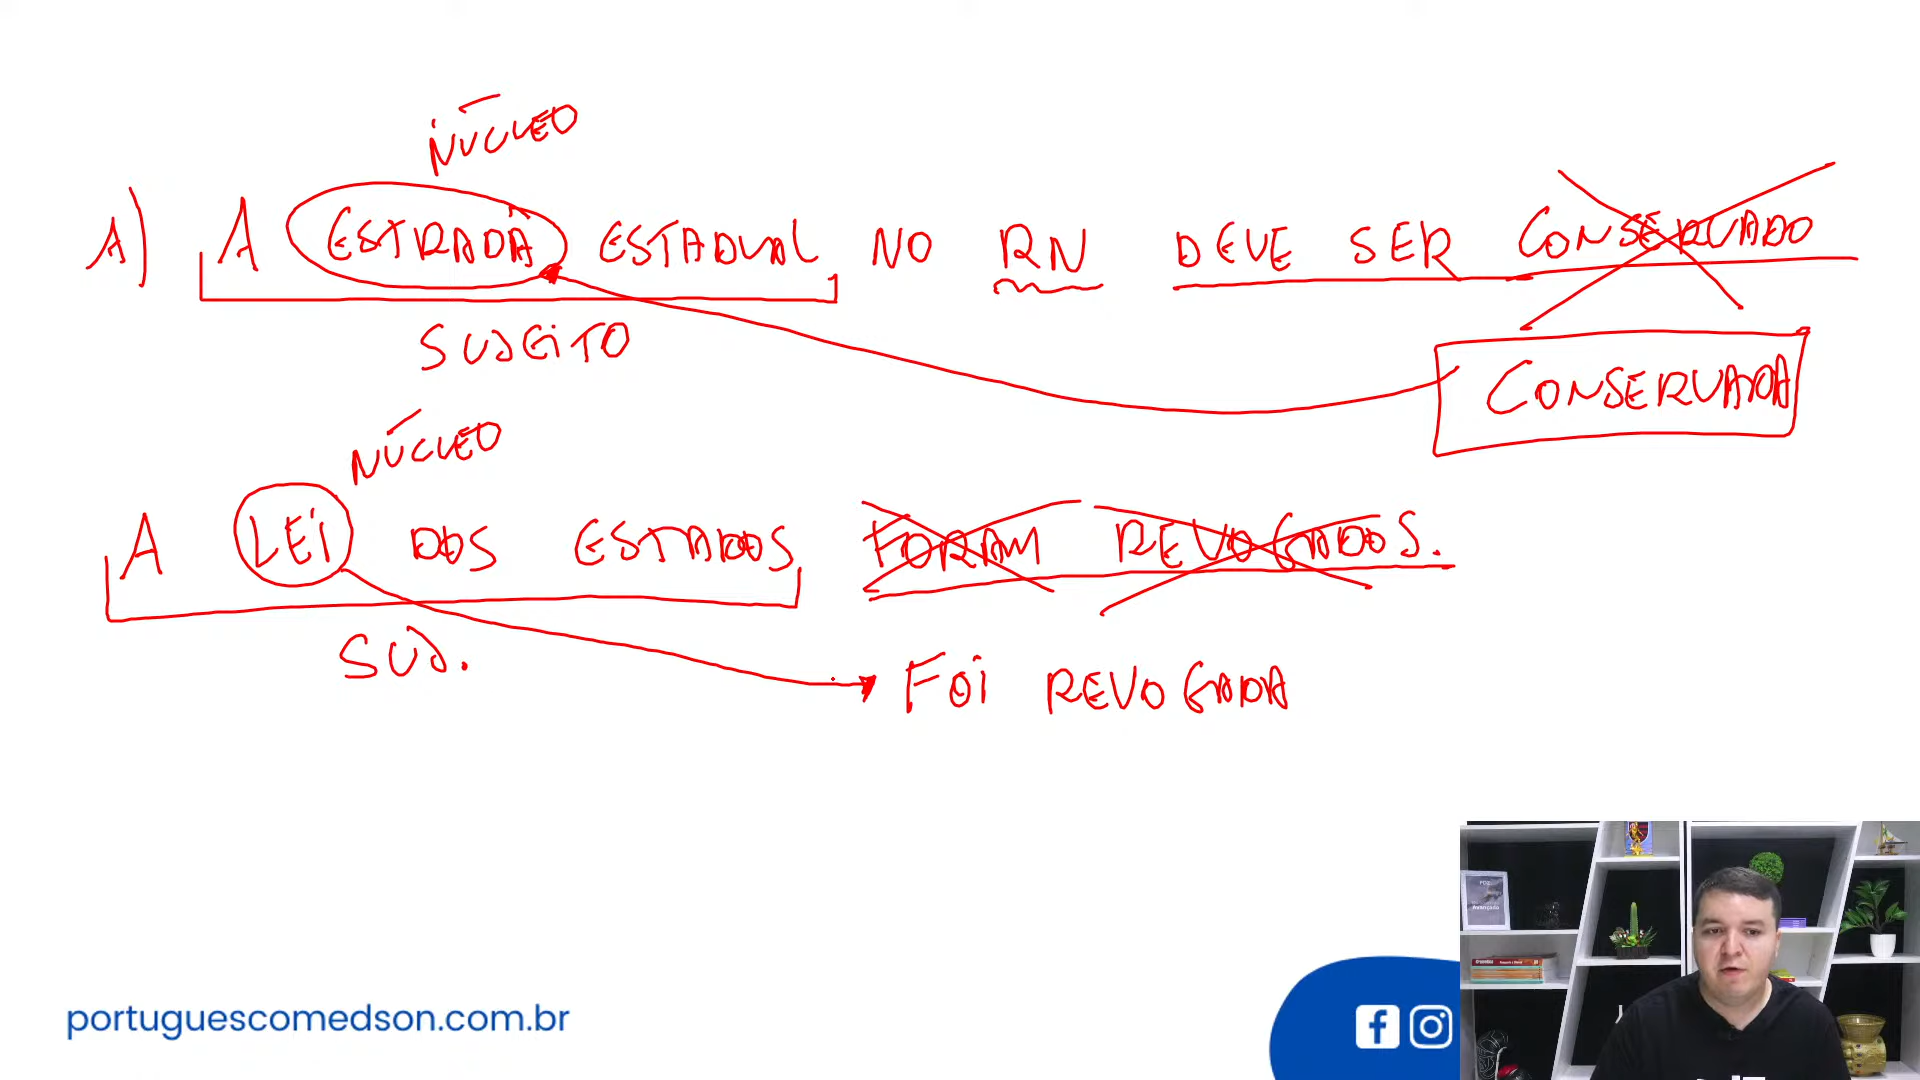 NÚCLEO
A) A ESTRADA ESTADUAL NO RN DEVE SER CONSERVADO
SUJEITO
CONSERVADA
NÚCLEO
A LEI DOS ESTADOS FORAM REVOGADOS.
SUJ.
FOI REVOGADA
portuguescomedson.com.br